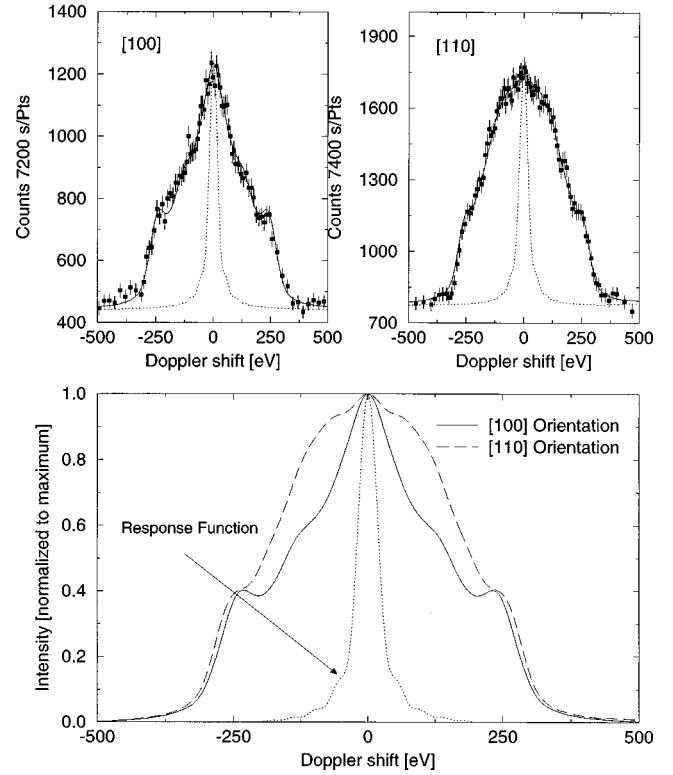 [100]
Counts 7200 s/Pts
1400
1200
1000
800
600
400
-500 -250 0 250 500
Doppler shift [eV]
[110]
Counts 7400 s/Pts
1900
1600
1300
1000
700
-500 -250 0 250 500
Doppler shift [eV]
Intensity [normalized to maximum]
1.0
0.8
0.6
0.4
0.2
0.0
[100] Orientation
[110] Orientation
Response Function
-500 -250 0 250 500
Doppler shift [eV]